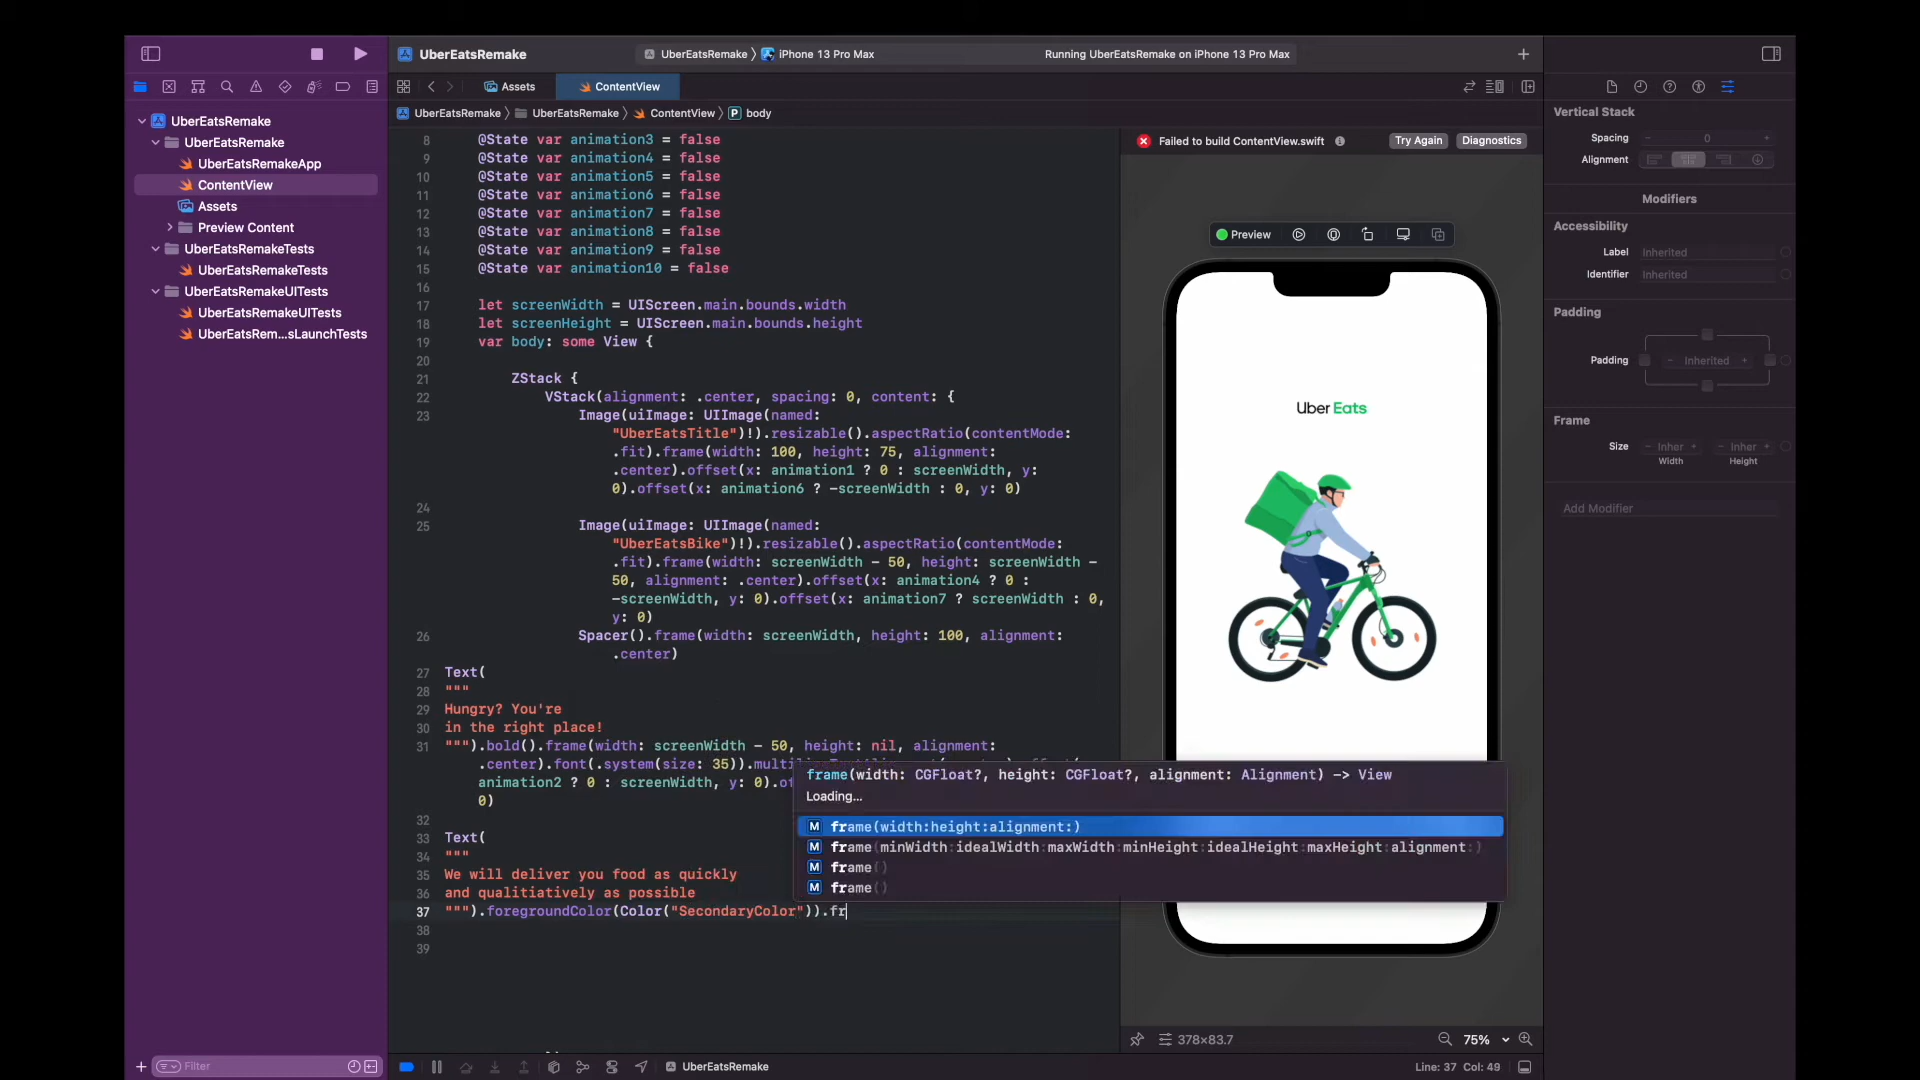 UberEatsRemake
UberEatsRemake
iPhone 13 Pro Max
Running UberEatsRemake on iPhone 13 Pro Max
Assets
ContentView
UberEatsRemake
UberEatsRemake
ContentView
body
UberEatsRemake
UberEatsRemake
UberEatsRemakeApp
ContentView
Assets
Preview Content
UberEatsRemakeTests
UberEatsRemakeTests
UberEatsRemakeUITests
UberEatsRemakeUITests
UberEatsRem...sLaunchTests
8 @State var animation3 = false
9 @State var animation4 = false
10 @State var animation5 = false
11 @State var animation6 = false
12 @State var animation7 = false
13 @State var animation8 = false
14 @State var animation9 = false
15 @State var animation10 = false
16
17 let screenWidth = UIScreen.main.bounds.width
18 let screenHeight = UIScreen.main.bounds.height
19 var body: some View {
20
21 ZStack {
22 VStack(alignment: .center, spacing: 0, content: {
23 Image(uiImage: UIImage(named:
"UberEatsTitle")!).resizable().aspectRatio(contentMode:
.fit).frame(width: 100, height: 75, alignment:
.center).offset(x: animation1 ? 0 : screenWidth, y:
0).offset(x: animation6 ? -screenWidth : 0, y: 0)
24
25 Image(uiImage: UIImage(named:
"UberEatsBike")!).resizable().aspectRatio(contentMode:
.fit).frame(width: screenWidth - 50, height: screenWidth -
50, alignment: .center).offset(x: animation4 ? 0 :
-screenWidth, y: 0).offset(x: animation7 ? screenWidth : 0,
y: 0)
26 Spacer().frame(width: screenWidth, height: 100, alignment:
.center)
27 Text(
28 """
29 Hungry? You're
30 in the right place!
31 """).bold().frame(width: screenWidth - 50, height: nil, alignment:
.center).font(.system(size: 35)).
animation2 ? 0 : screenWidth, y: 0).
0)
32
33 Text(
34 """
35 We will deliver you food as quickly
36 and qualitiatively as possible
37 """).foregroundColor(Color("SecondaryColor")).fr
38
39
frame(width: CGFloat?, height: CGFloat?, alignment: Alignment) -> View
Loading...
M frame(width:height:alignment:)
M frame(minWidth:idealWidth:maxWidth:minHeight:idealHeight:maxHeight:alignment:)
M frame()
M frame()
Failed to build ContentView.swift
Try Again
Diagnostics
Preview
Uber Eats
378×83.7
75%
Vertical Stack
Spacing
0
Alignment
Modifiers
Accessibility
Label
Inherited
Identifier
Inherited
Padding
Padding
Inherited
Frame
Size
Inher
Inher
Width
Height
Add Modifier
Filter
UberEatsRemake
Line: 37 Col: 49